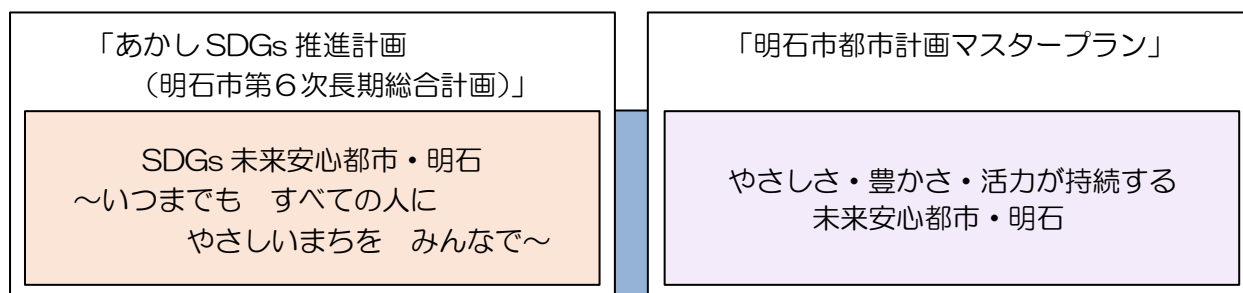 「あかし SDGs 推進計画
(明石市第６次長期総合計画)」
SDGs 未来安心都市・明石
～いつまでも　すべての人に
やさしいまちを　みんなで～
「明石市都市計画マスタープラン」
やさしさ・豊かさ・活力が持続する
未来安心都市・明石